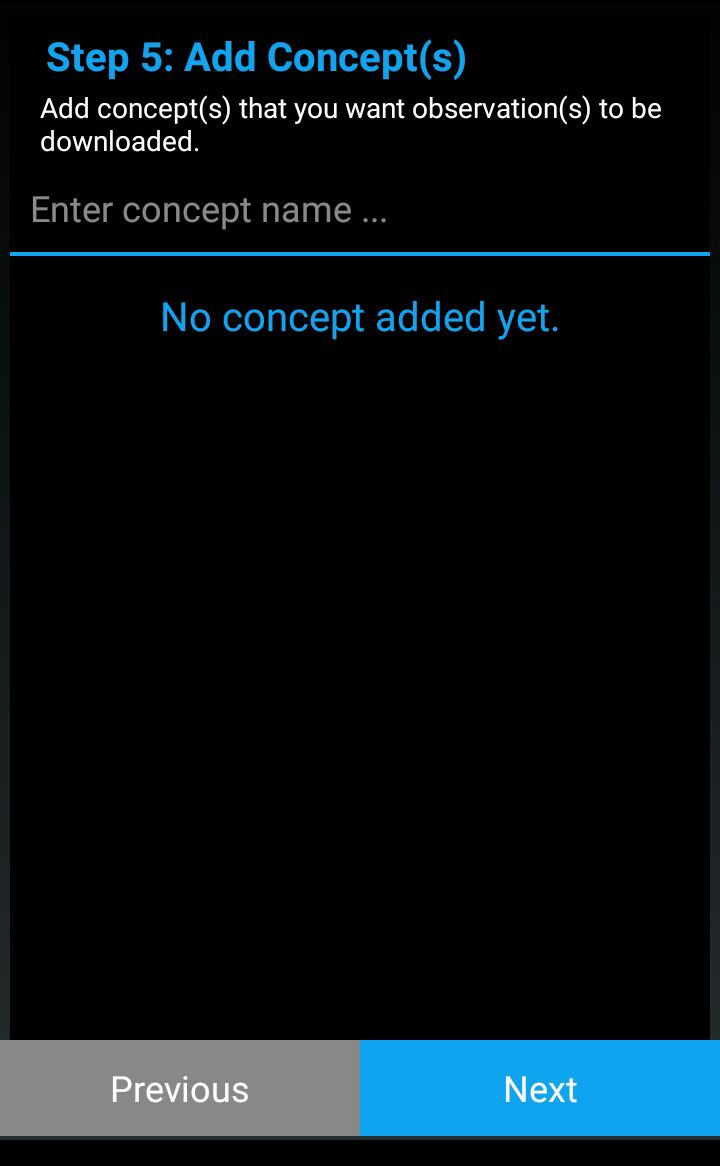 Step 5: Add Concept(s)
Add concept(s) that you want observation(s) to be
downloaded.
Enter concept name ...
No concept added yet.
Previous
Next